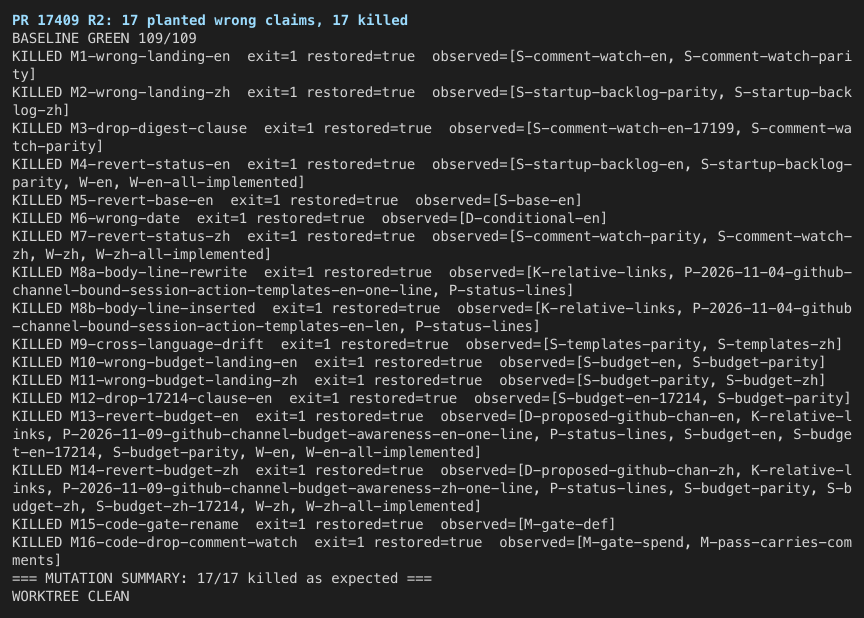 PR 17409 R2: 17 planted wrong claims, 17 killed
BASELINE GREEN 109/109
KILLED M1-wrong-landing-en  exit=1 restored=true  observed=[S-comment-watch-en, S-comment-watch-pari
ty]
KILLED M2-wrong-landing-zh  exit=1 restored=true  observed=[S-startup-backlog-parity, S-startup-back
log-zh]
KILLED M3-drop-digest-clause  exit=1 restored=true  observed=[S-comment-watch-en-17199, S-comment-wa
tch-parity]
KILLED M4-revert-status-en  exit=1 restored=true  observed=[S-startup-backlog-en, S-startup-backlog-
parity, W-en, W-en-all-implemented]
KILLED M5-revert-base-en  exit=1 restored=true  observed=[S-base-en]
KILLED M6-wrong-date  exit=1 restored=true  observed=[D-conditional-en]
KILLED M7-revert-status-zh  exit=1 restored=true  observed=[S-comment-watch-parity, S-comment-watch-
zh, W-zh, W-zh-all-implemented]
KILLED M8a-body-line-rewrite  exit=1 restored=true  observed=[K-relative-links, P-2026-11-04-github-
channel-bound-session-action-templates-en-one-line, P-status-lines]
KILLED M8b-body-line-inserted  exit=1 restored=true  observed=[K-relative-links, P-2026-11-04-github
-channel-bound-session-action-templates-en-len, P-status-lines]
KILLED M9-cross-language-drift  exit=1 restored=true  observed=[S-templates-parity, S-templates-zh]
KILLED M10-wrong-budget-landing-en  exit=1 restored=true  observed=[S-budget-en, S-budget-parity]
KILLED M11-wrong-budget-landing-zh  exit=1 restored=true  observed=[S-budget-parity, S-budget-zh]
KILLED M12-drop-17214-clause-en  exit=1 restored=true  observed=[S-budget-en-17214, S-budget-parity]
KILLED M13-revert-budget-en  exit=1 restored=true  observed=[D-proposed-github-chan-en, K-relative-l
inks, P-2026-11-09-github-channel-budget-awareness-en-one-line, P-status-lines, S-budget-en, S-budge
t-en-17214, S-budget-parity, W-en, W-en-all-implemented]
KILLED M14-revert-budget-zh  exit=1 restored=true  observed=[D-proposed-github-chan-zh, K-relative-l
inks, P-2026-11-09-github-channel-budget-awareness-zh-one-line, P-status-lines, S-budget-parity, S-b
udget-zh, S-budget-zh-17214, W-zh, W-zh-all-implemented]
KILLED M15-code-gate-rename  exit=1 restored=true  observed=[M-gate-def]
KILLED M16-code-drop-comment-watch  exit=1 restored=true  observed=[M-gate-spend, M-pass-carries-com
ments]
=== MUTATION SUMMARY: 17/17 killed as expected ===
WORKTREE CLEAN